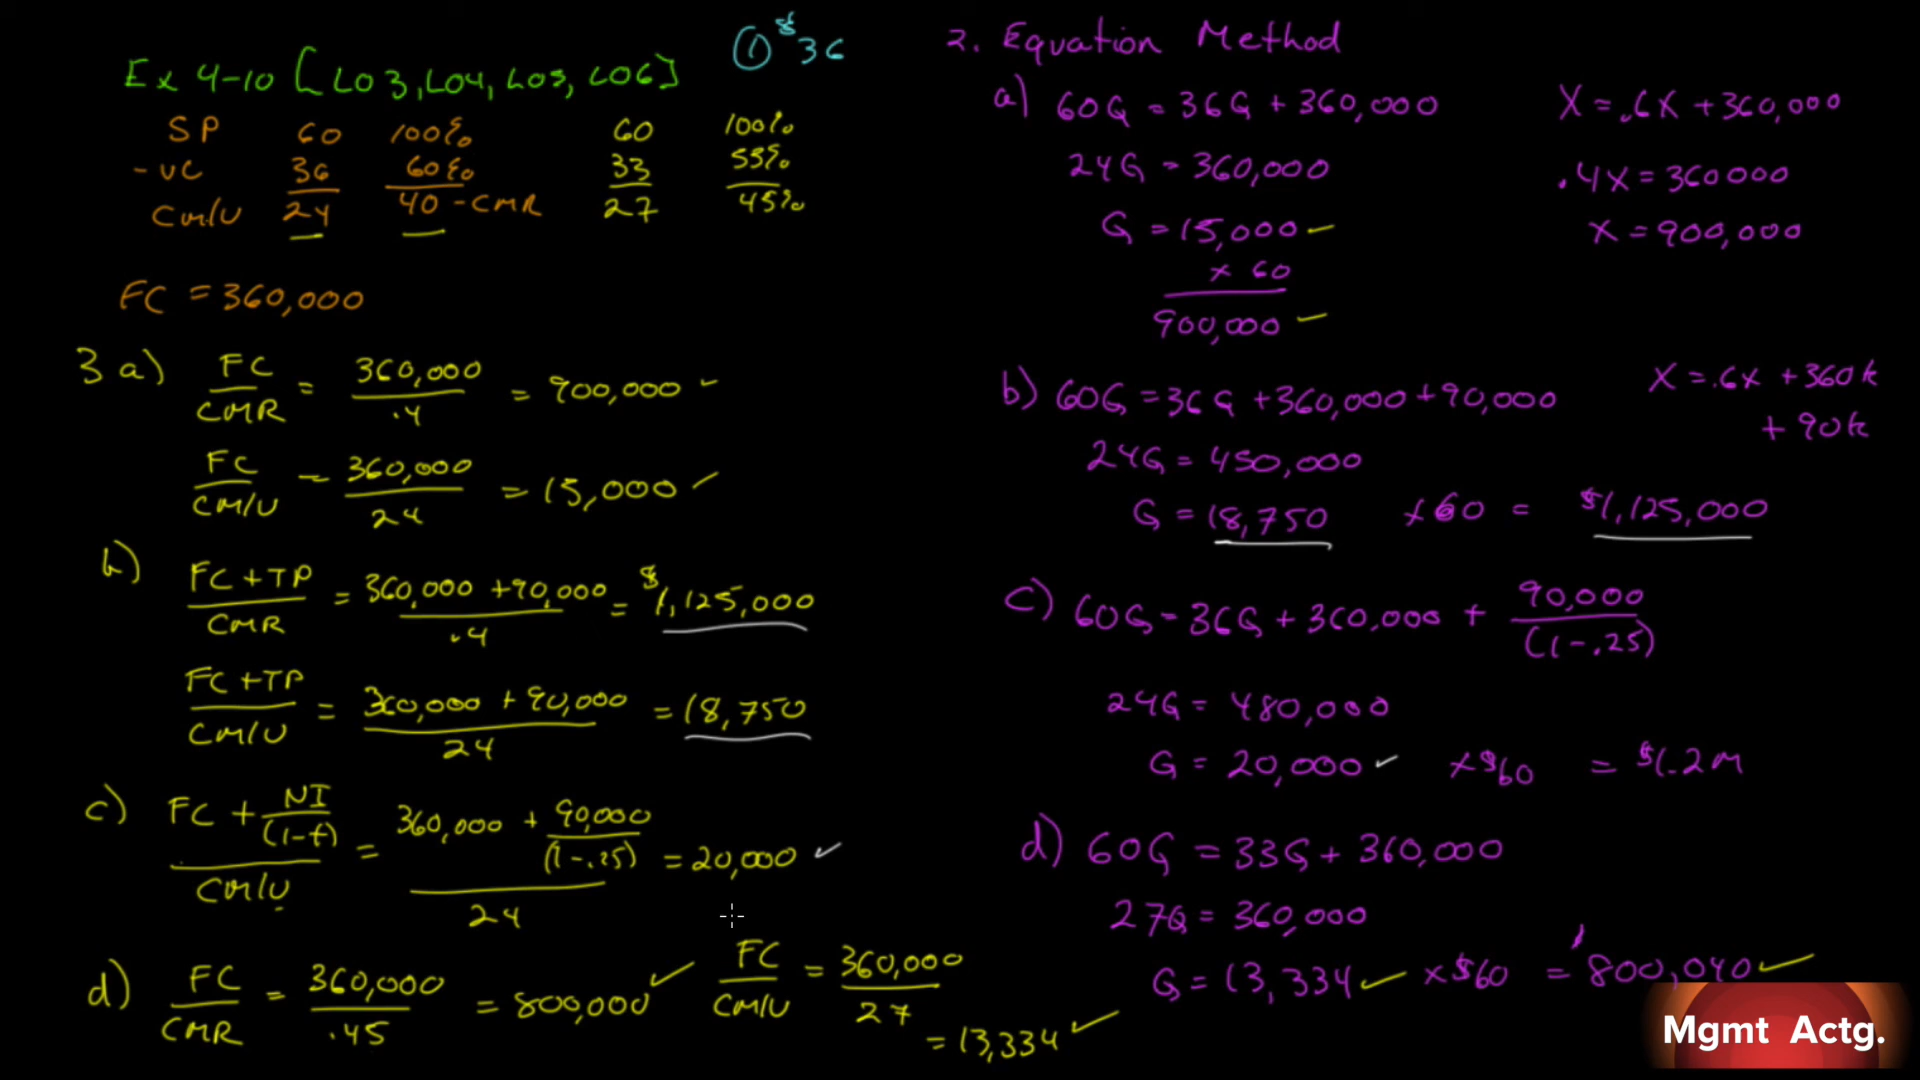 Ex 4-10 [LO3, LO4, LO5, LO6]
① $36
SP 60 100% 60 100%
- VC 36 60% 33 55%
CM/U 24 40 - CMR 27 45%
FC = 360,000
3 a) FC/CMR = 360,000/.4 = 900,000
FC/CM/U = 360,000/24 = 15,000
b) FC+TP/CMR = 360,000 +90,000/.4 = $1,125,000
FC+TP/CM/U = 360,000 +90,000/24 = 18,750
c) FC + NI/(1-t)/CM/U = 360,000 + 90,000/(1-.25)/24 = 20,000
d) FC/CMR = 360,000/.45 = 800,000
FC/CM/U = 360,000/27
= 13,334
2. Equation Method
a) 60Q = 36Q + 360,000
24Q = 360,000
Q = 15,000
x 60
900,000
X = .6X + 360,000
.4X = 360000
X = 900,000
b) 60Q = 36Q + 360,000 + 90,000
24Q = 450,000
Q = 18,750 x 60 = $1,125,000
X = .6X + 360k
+ 90k
c) 60Q = 36Q + 360,000 + 90,000/(1-.25)
24Q = 480,000
Q = 20,000 x $60 = $1.2M
d) 60Q = 33Q + 360,000
27Q = 360,000
Q = 13,334 x $60 = 800,040
Mgmt Actg.